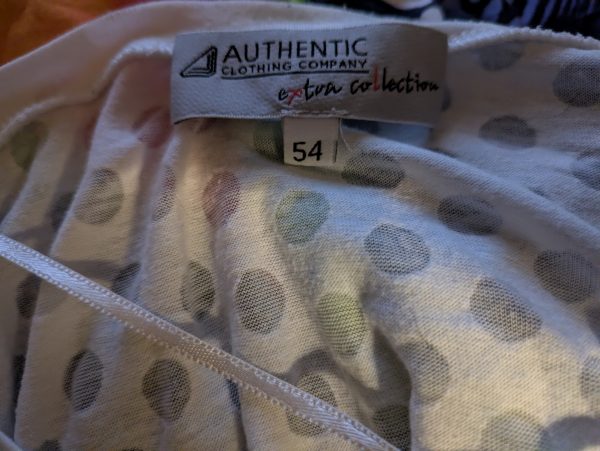 AUTHENTIC
CLOTHING COMPANY
extra collection
54